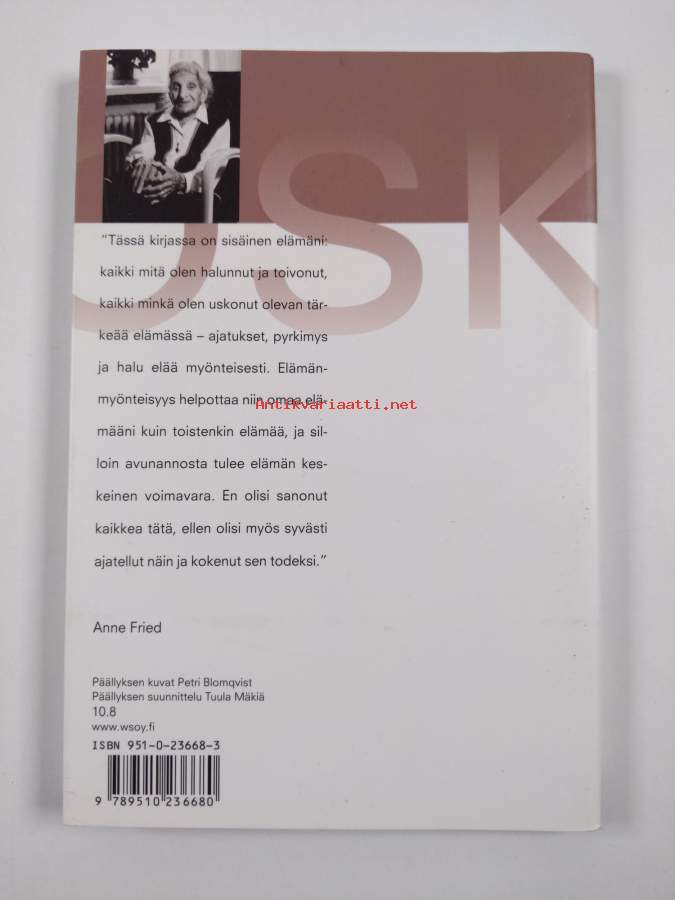 OSK
"Tässä kirjassa on sisäinen elämäni:
kaikki mitä olen halunnut ja toivonut,
kaikki minkä olen uskonut olevan tär-
keää elämässä – ajatukset, pyrkimys
ja halu elää myönteisesti. Elämän-
myönteisyys helpottaa niin omaa elä-
Antikvariaatti.net
määni kuin toistenkin elämää, ja sil-
loin avunannosta tulee elämän kes-
keinen voimavara. En olisi sanonut
kaikkea tätä, ellen olisi myös syvästi
ajatellut näin ja kokenut sen todeksi."
Anne Fried
Päällyksen kuvat Petri Blomqvist
Päällyksen suunnittelu Tuula Mäkiä
10.8
www.wsoy.fi
ISBN 951-0-23668-3
9 789510 236680